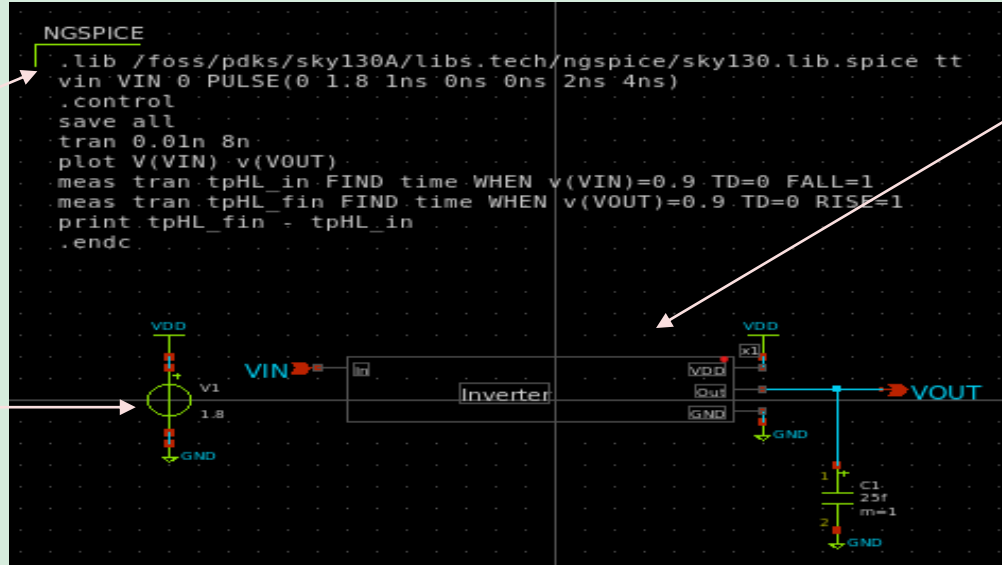 NGSPICE
.lib /foss/pdks/sky130A/libs.tech/ngspice/sky130.lib.spice tt
vin VIN 0 PULSE(0 1.8 1ns 0ns 0ns 2ns 4ns)
.control
save all
tran 0.01n 8n
plot V(VIN) v(VOUT)
meas tran tpHL_in FIND time WHEN v(VIN)=0.9 TD=0 FALL=1
meas tran tpHL_fin FIND time WHEN v(VOUT)=0.9 TD=0 RISE=1
print tpHL_fin - tpHL_in
.endc
VDD
V1
1.8
GND
VIN
In
Inverter
VDD
Out
GND
x1
VDD
GND
VOUT
1
C1
25f
m=1
2
GND